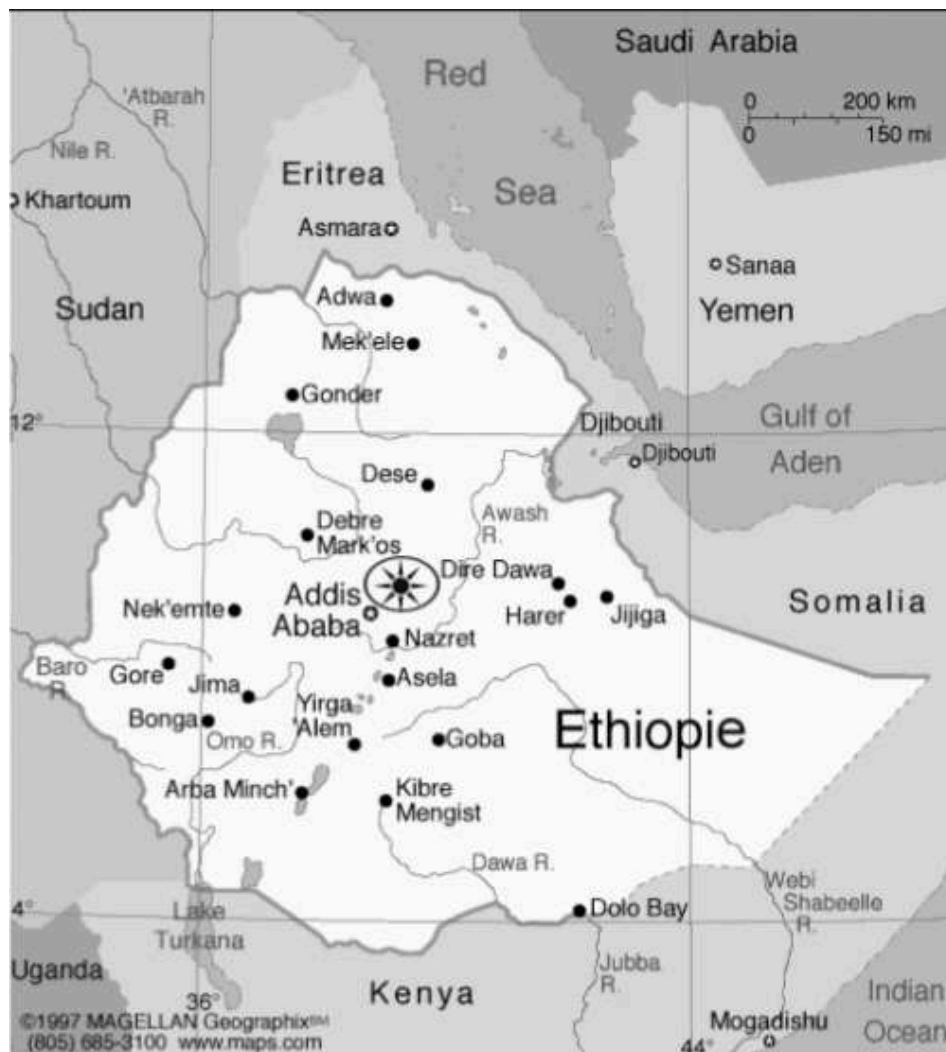 Saudi Arabia
Red
0 200 km
0 150 mi
'Atbarah
R.
Nile R.
Eritrea
Sea
Khartoum
Asmara
Sanaa
Sudan
Adwa
Yemen
Mek'ele
Gonder
12°
Djibouti
Gulf of
Aden
Djibouti
Dese
Awash
R.
Debre
Mark'os
Dire Dawa
Addis
Ababa
Nek'emte
Harer
Jijiga
Somalia
Nazret
Baro
R.
Gore
Asela
Jima
Yirga
'Alem
Bonga
Omo R.
Goba
Ethiopie
Arba Minch'
Kibre
Mengist
Dawa R.
Webi
Shabeelle
R.
4°
Lake
Turkana
Dolo Bay
Uganda
Jubba
R.
36°
Kenya
Indian
Ocean
©1997 MAGELLAN Geographix℠
(805) 685-3100 www.maps.com
44°
Mogadishu